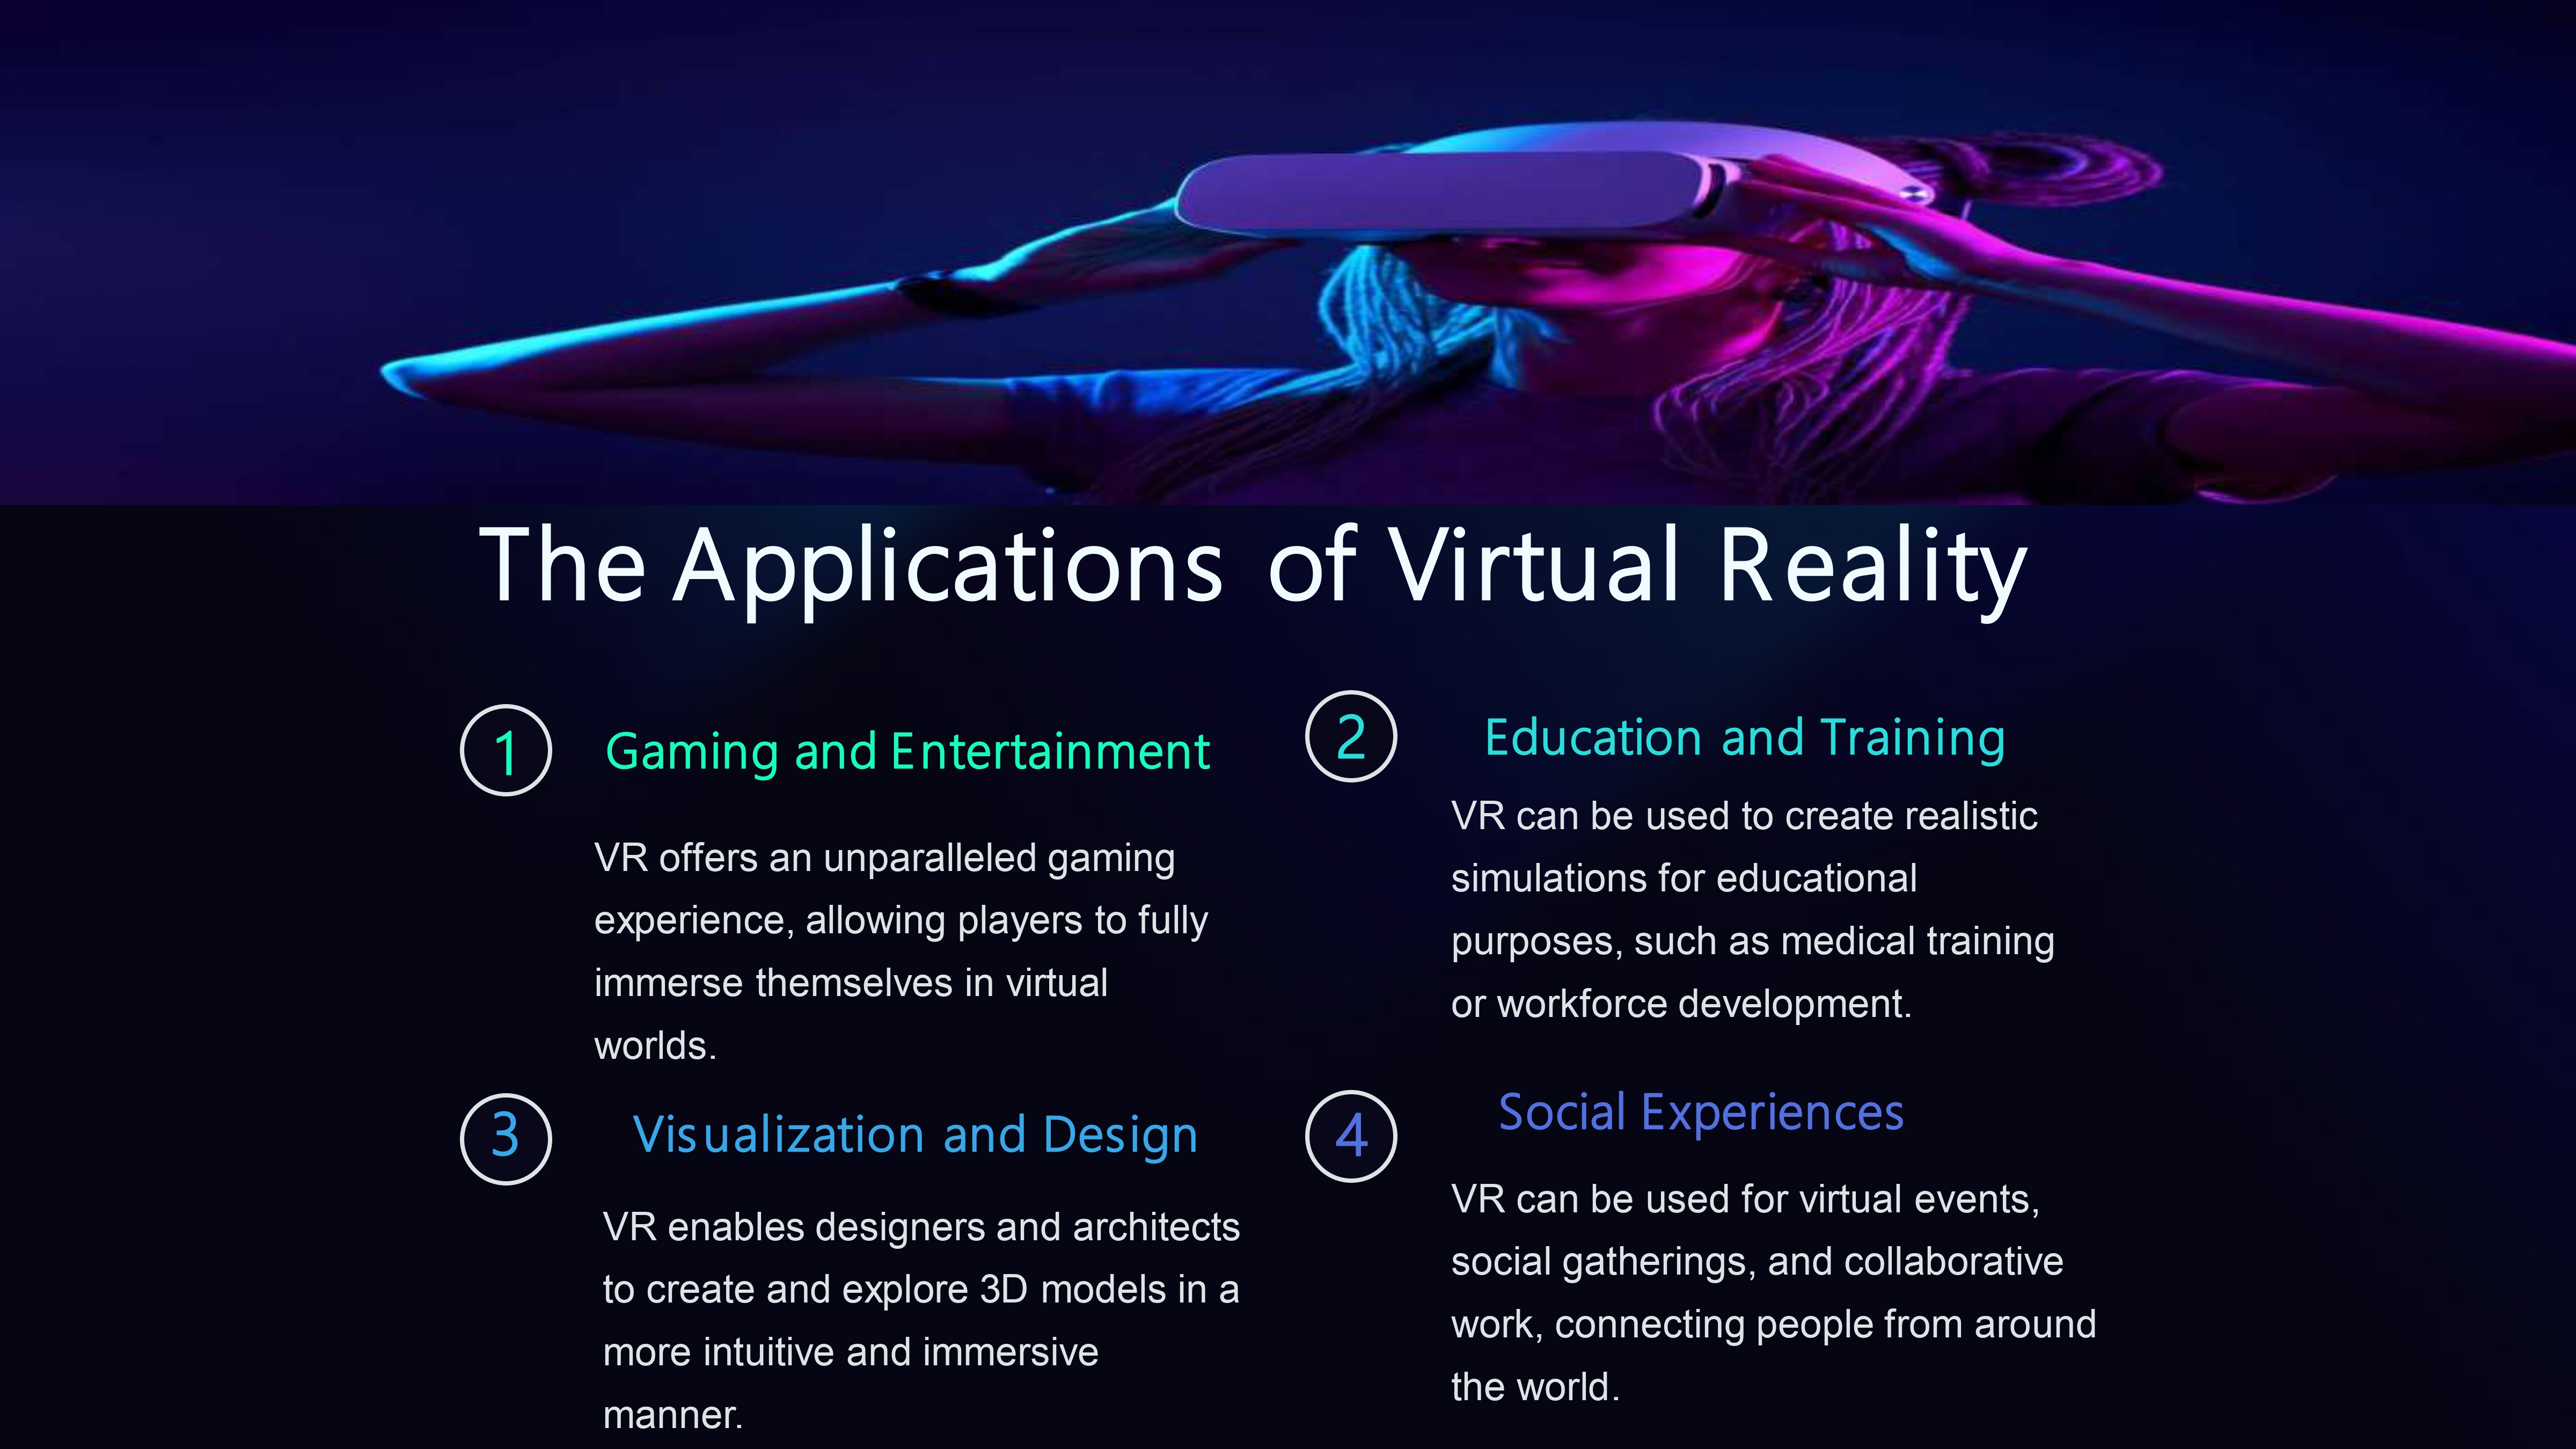 The Applications of Virtual Reality
1
Gaming and Entertainment
VR offers an unparalleled gaming
experience, allowing players to fully
immerse themselves in virtual
worlds.
2
Education and Training
VR can be used to create realistic
simulations for educational
purposes, such as medical training
or workforce development.
3
Visualization and Design
VR enables designers and architects
to create and explore 3D models in a
more intuitive and immersive
manner.
4
Social Experiences
VR can be used for virtual events,
social gatherings, and collaborative
work, connecting people from around
the world.